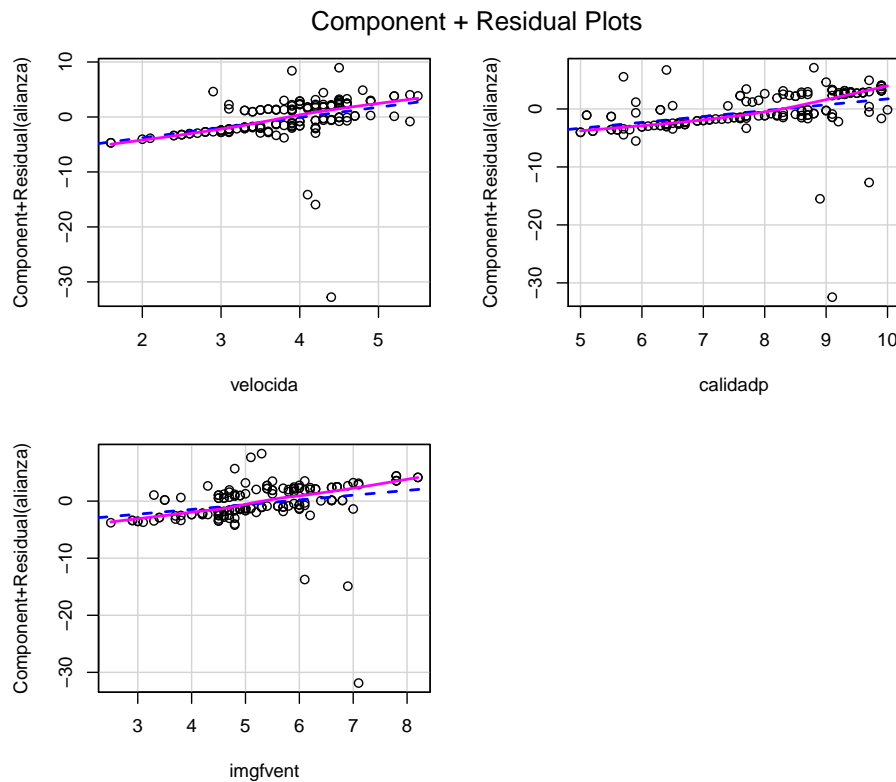 Component + Residual Plots
Component+Residual(alianza)
10
0
−10
−20
−30
2 3 4 5
velocida
Component+Residual(alianza)
5
0
−10
−20
−30
5 6 7 8 9 10
calidadp
Component+Residual(alianza)
0
−10
−20
−30
3 4 5 6 7 8
imgfvent